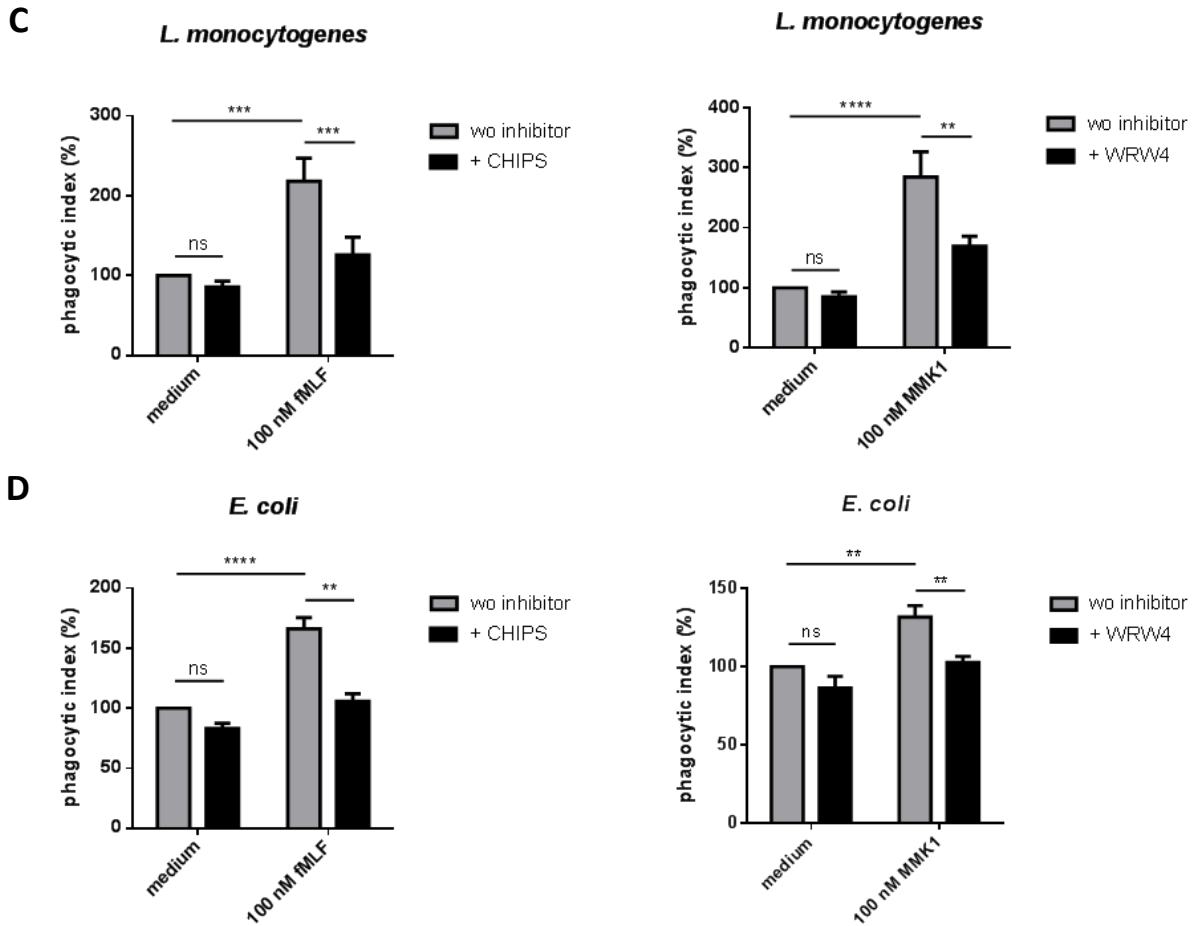 C
L. monocytogenes
***
300
200
100
0
phagocytic index (%)
ns
***
medium
100 nM fMLF
wo inhibitor
+ CHIPS
L. monocytogenes
****
400
300
200
100
0
phagocytic index (%)
ns
**
medium
100 nM MMK1
wo inhibitor
+ WRW4
D
E. coli
****
200
150
100
50
0
phagocytic index (%)
ns
**
medium
100 nM fMLF
wo inhibitor
+ CHIPS
E. coli
**
150
100
50
0
phagocytic index (%)
ns
**
medium
100 nM MMK1
wo inhibitor
+ WRW4